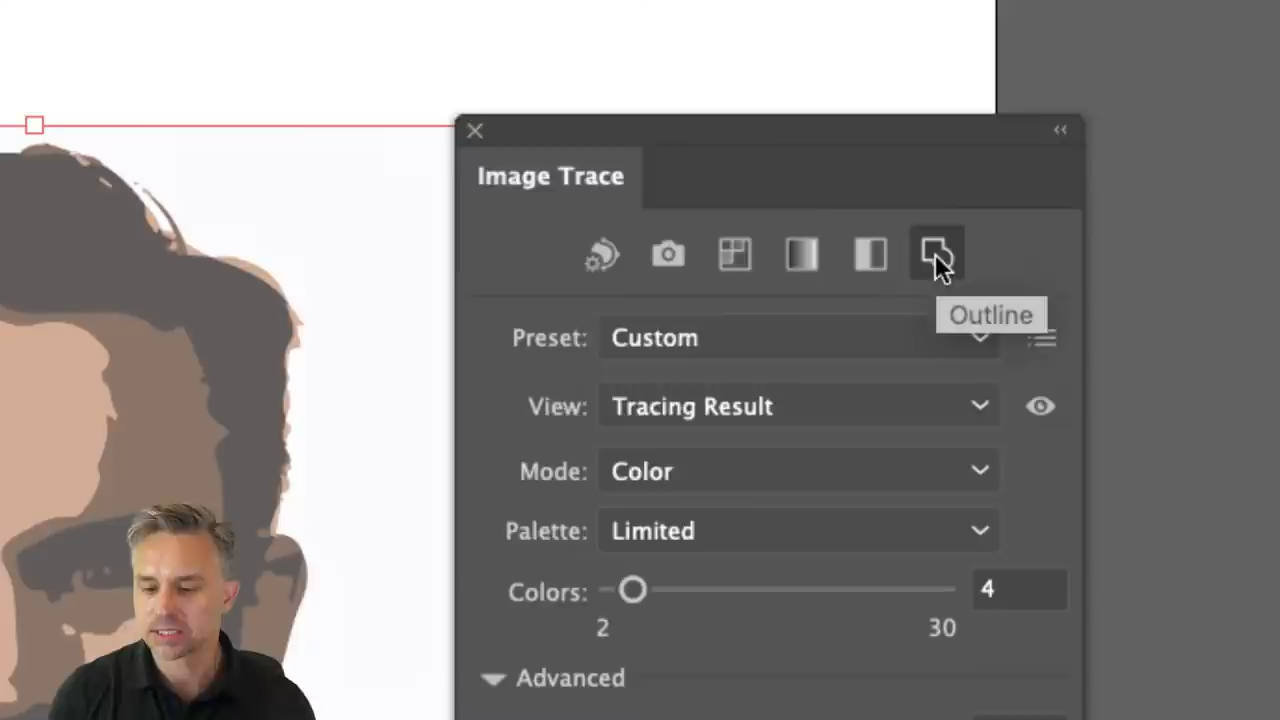 Image Trace
Outline
Preset: Custom
View: Tracing Result
Mode: Color
Palette: Limited
Colors: 4
2 30
Advanced